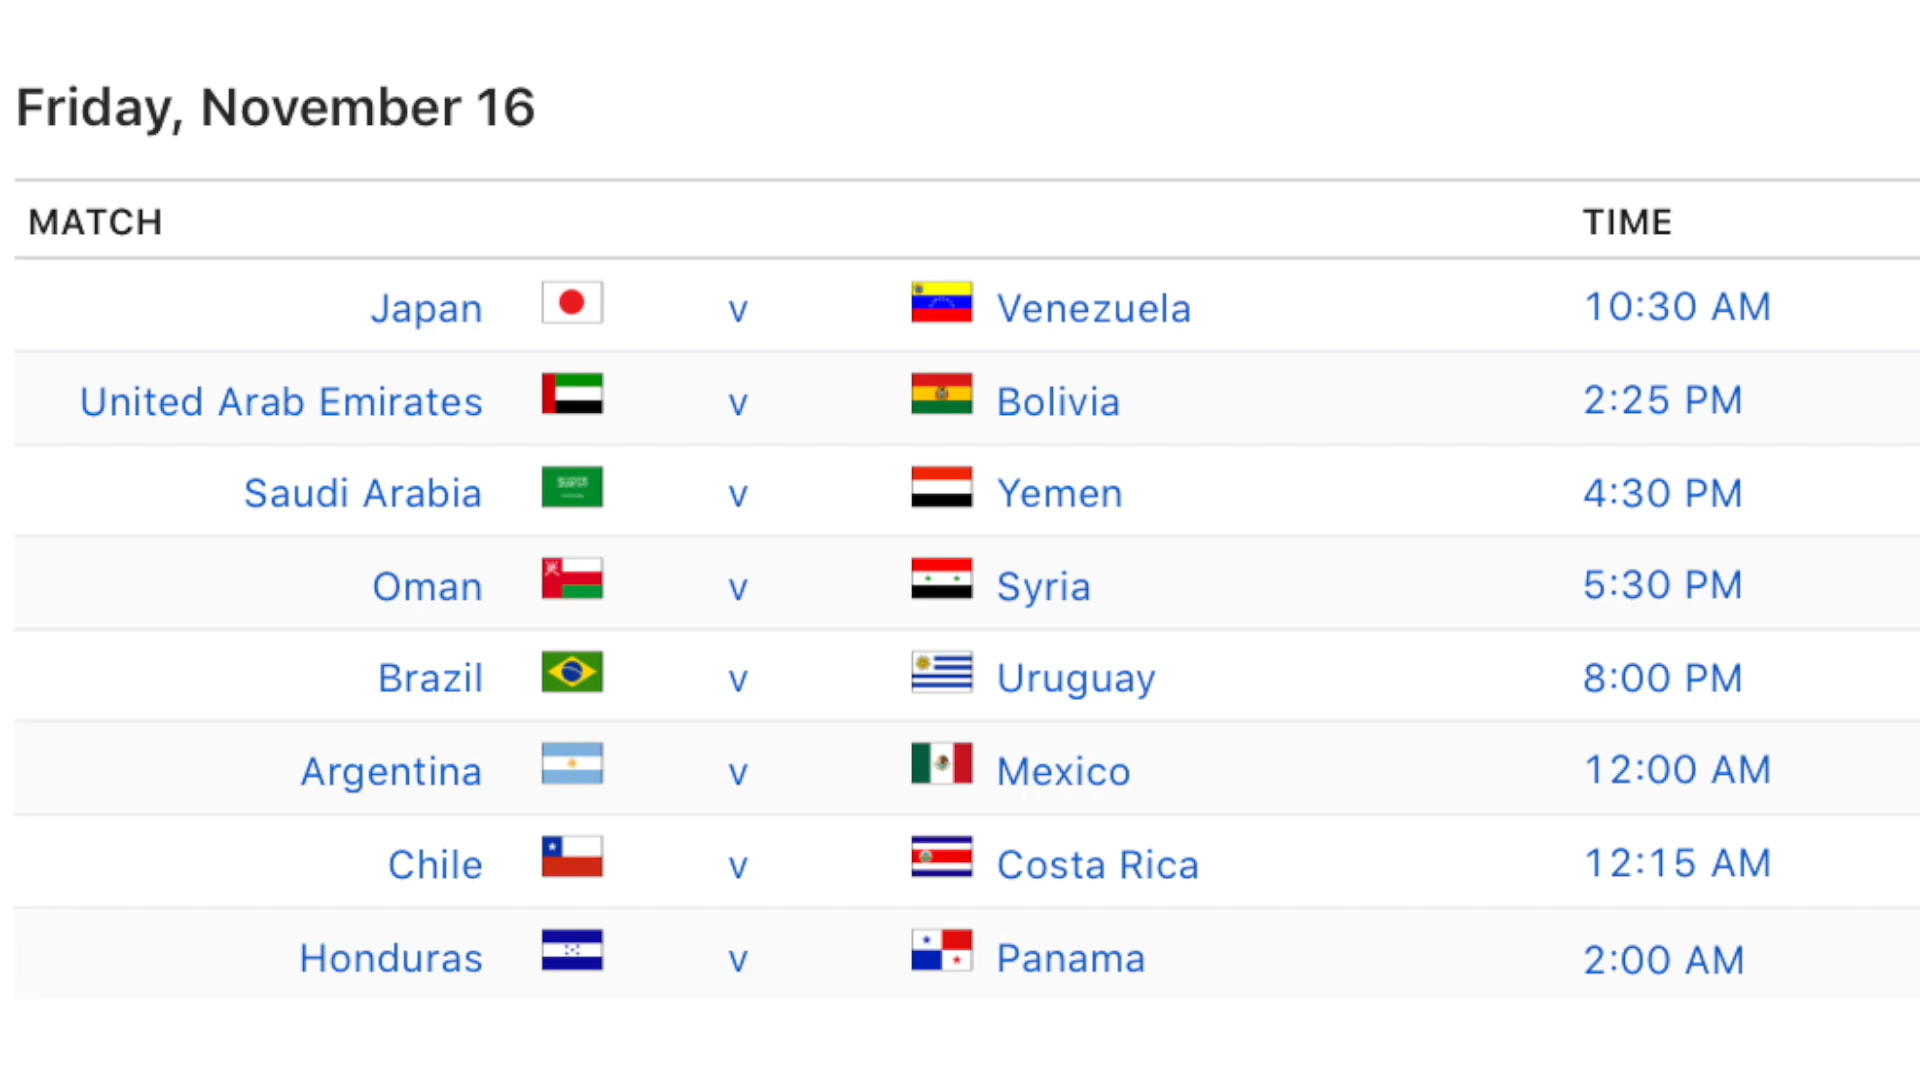 Friday, November 16
MATCH TIME
Japan v Venezuela 10:30 AM
United Arab Emirates v Bolivia 2:25 PM
Saudi Arabia v Yemen 4:30 PM
Oman v Syria 5:30 PM
Brazil v Uruguay 8:00 PM
Argentina v Mexico 12:00 AM
Chile v Costa Rica 12:15 AM
Honduras v Panama 2:00 AM